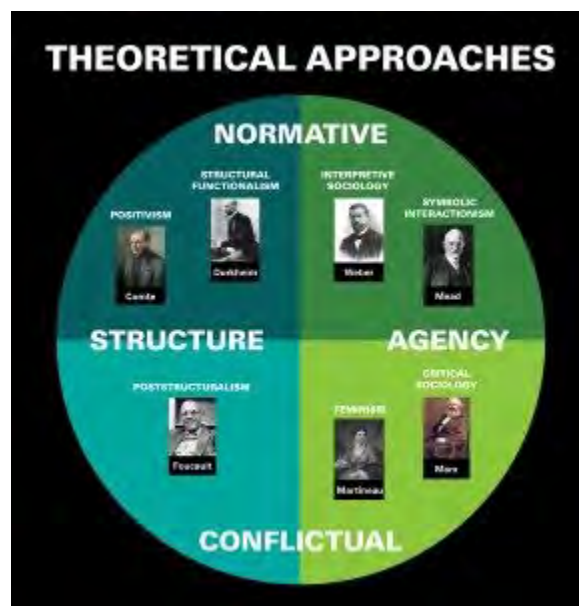 THEORETICAL APPROACHES
NORMATIVE
STRUCTURAL
FUNCTIONALISM
INTERPRETIVE
SOCIOLOGY
POSITIVISM
SYMBOLIC
INTERACTIONISM
Comte
Durkheim
Weber
Mead
STRUCTURE
AGENCY
POSTSTRUCTURALISM
CRITICAL
SOCIOLOGY
FEMINISM
Foucault
Martineau
Marx
CONFLICTUAL